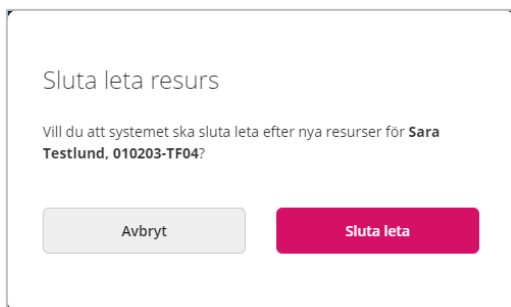 Sluta leta resurs
Vill du att systemet ska sluta leta efter nya resurser för Sara
Testlund, 010203-TF04?
Avbryt
Sluta leta